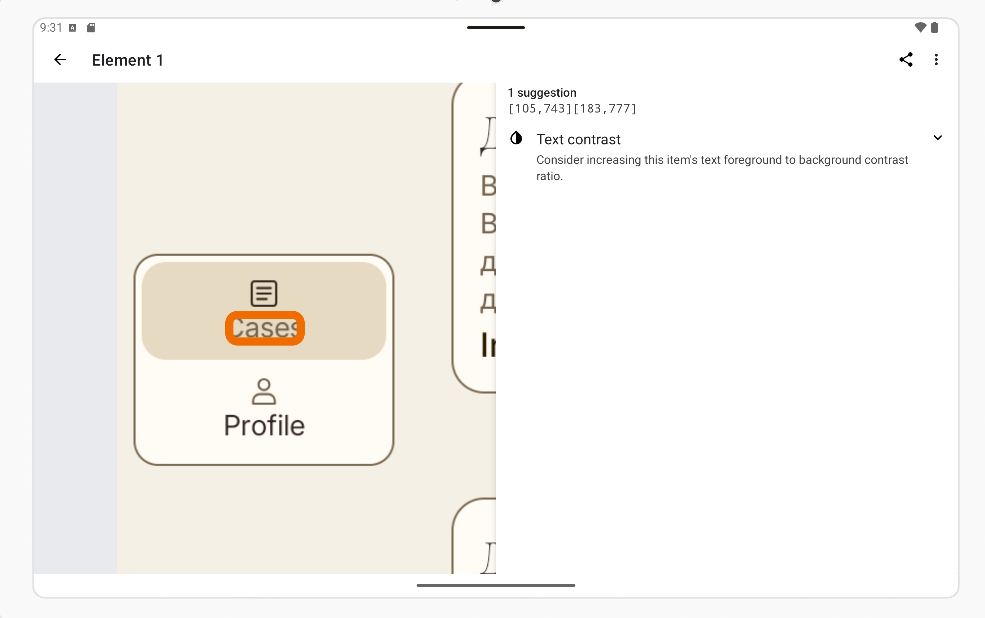 9:31
Element 1
1 suggestion
[105,743][183,777]
Text contrast
Consider increasing this item's text foreground to background contrast
ratio.
Д
В
В
д
д
In
Cases
Profile
Д